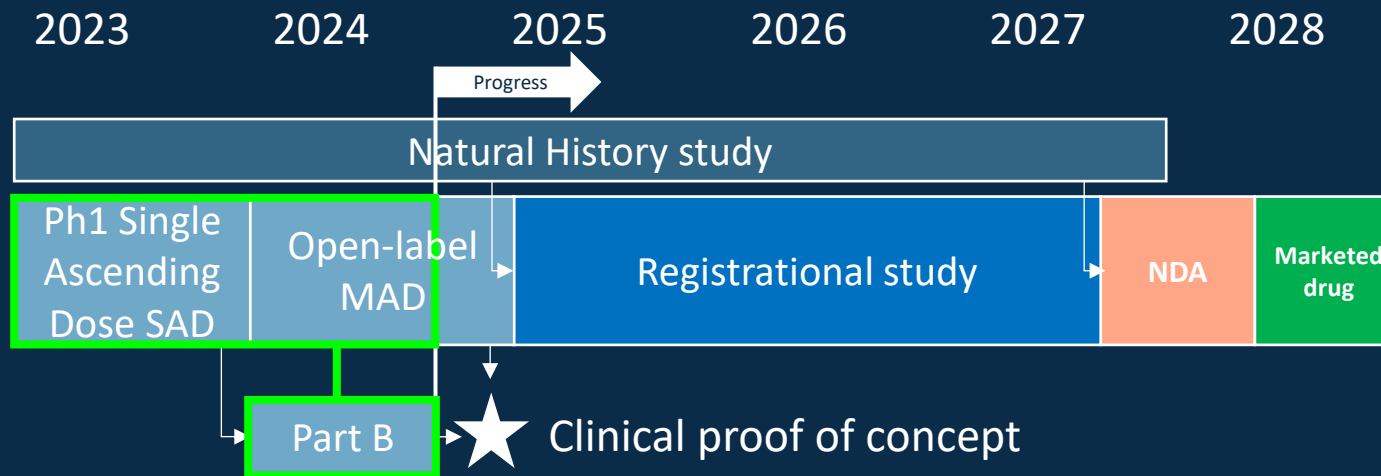 2023 2024 2025 2026 2027 2028
Progress
Natural History study
Ph1 Single
Ascending
Dose SAD
Open-label
MAD
Registrational study
NDA
Marketed
drug
Part B
Clinical proof of concept